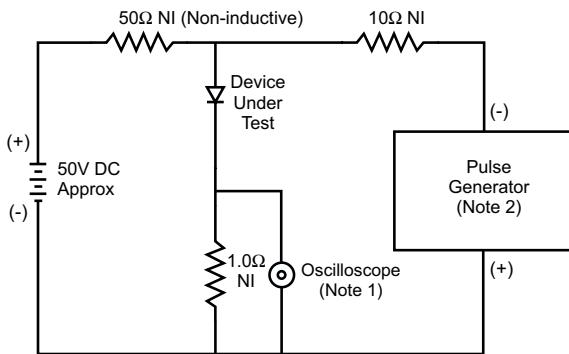 50Ω NI (Non-inductive)
10Ω NI
Device
Under
Test
(-)
(+)
50V DC
Approx
(-)
Pulse
Generator
(Note 2)
1.0Ω
NI
Oscilloscope
(Note 1)
(+)